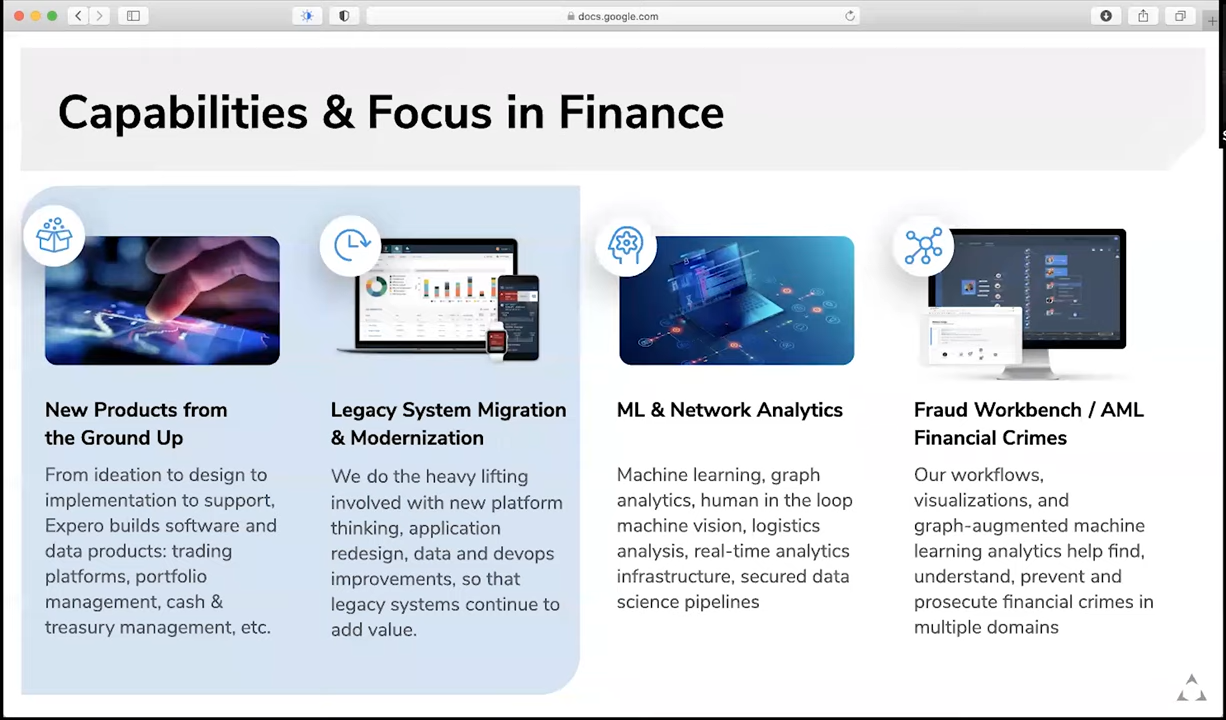 docs.google.com
Capabilities & Focus in Finance
New Products from
the Ground Up
From ideation to design to
implementation to support,
Expero builds software and
data products: trading
platforms, portfolio
management, cash &
treasury management, etc.
Legacy System Migration
& Modernization
We do the heavy lifting
involved with new platform
thinking, application
redesign, data and devops
improvements, so that
legacy systems continue to
add value.
ML & Network Analytics
Machine learning, graph
analytics, human in the loop
machine vision, logistics
analysis, real-time analytics
infrastructure, secured data
science pipelines
Fraud Workbench / AML
Financial Crimes
Our workflows,
visualizations, and
graph-augmented machine
learning analytics help find,
understand, prevent and
prosecute financial crimes in
multiple domains